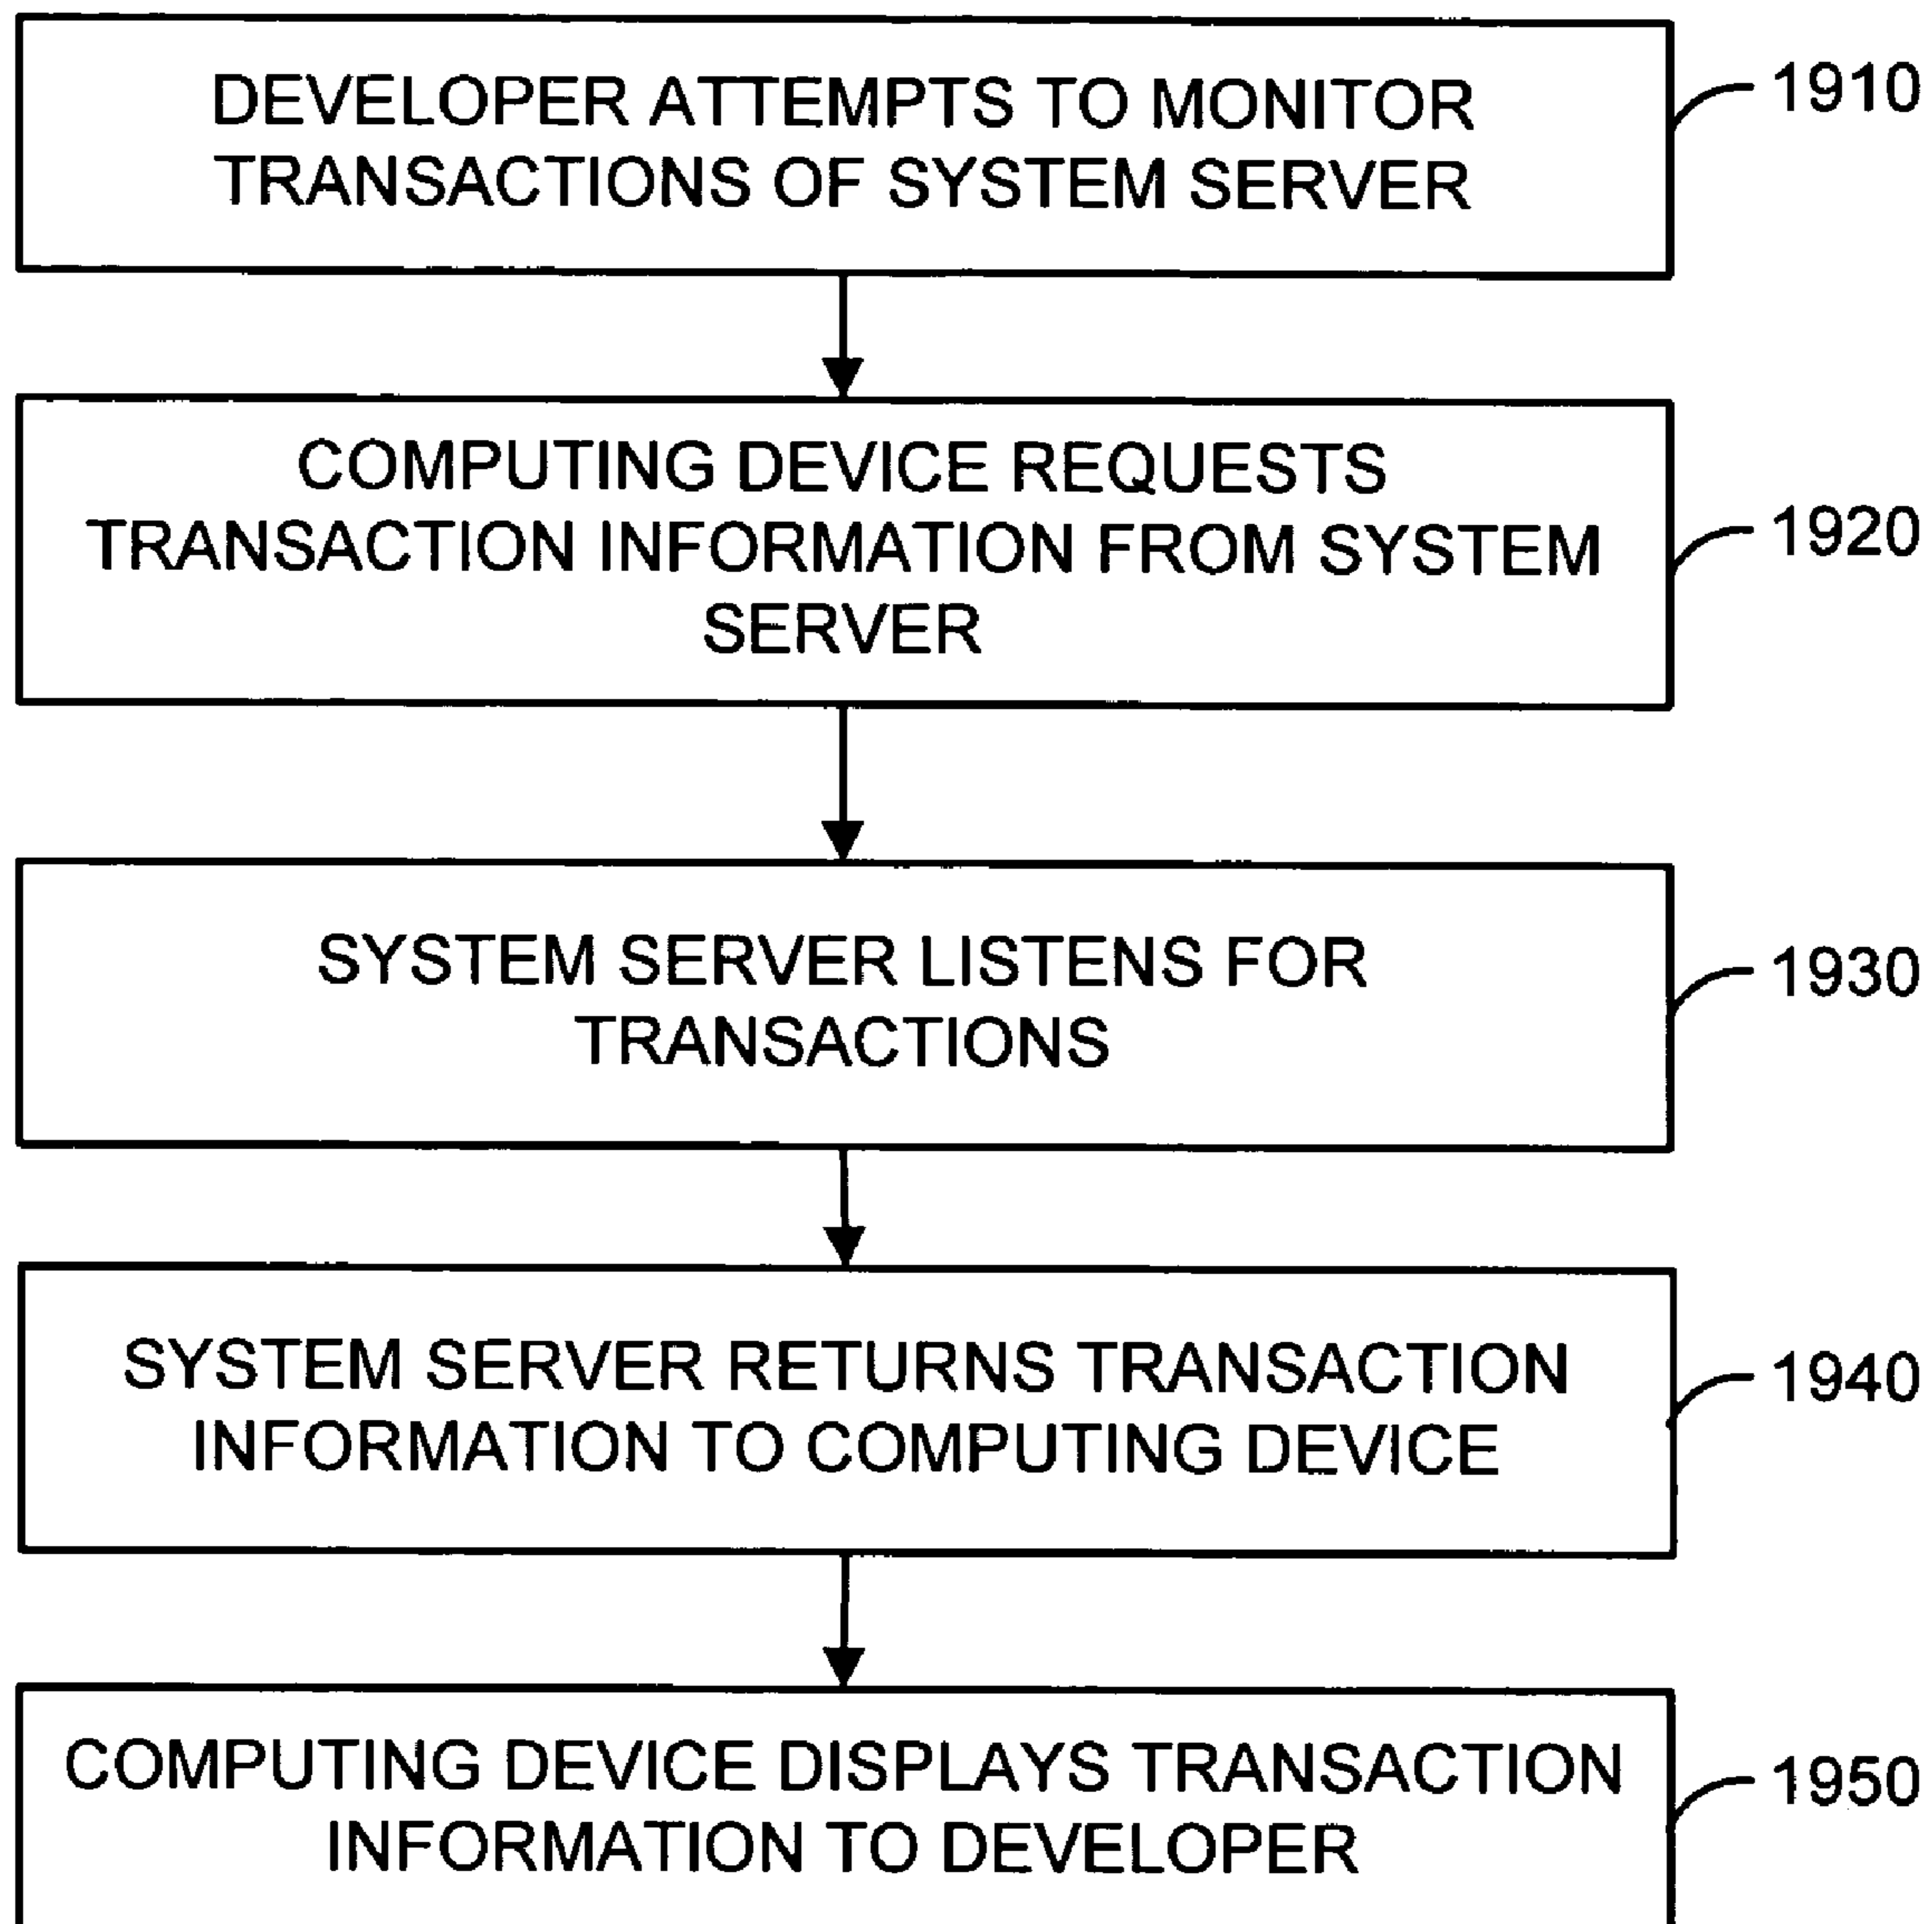 DEVELOPER ATTEMPTS TO MONITOR
TRANSACTIONS OF SYSTEM SERVER
1910
COMPUTING DEVICE REQUESTS
TRANSACTION INFORMATION FROM SYSTEM
SERVER
1920
SYSTEM SERVER LISTENS FOR
TRANSACTIONS
1930
SYSTEM SERVER RETURNS TRANSACTION
INFORMATION TO COMPUTING DEVICE
1940
COMPUTING DEVICE DISPLAYS TRANSACTION
INFORMATION TO DEVELOPER
1950